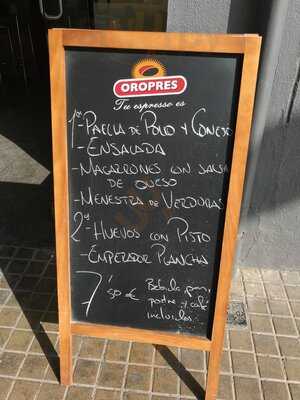 OROPRES
Tu espresso es
1º- PAELLA DE POLLO Y CONEJO
- ENSALADA
- MACARRONES CON SALSA
DE QUESO
- MENESTRA DE VERDURAS
2º- HUEVOS CON PISTO
- EMPERADOR PLANCHA
7'50€ Bebida, pan,
postre y café
incluidos.